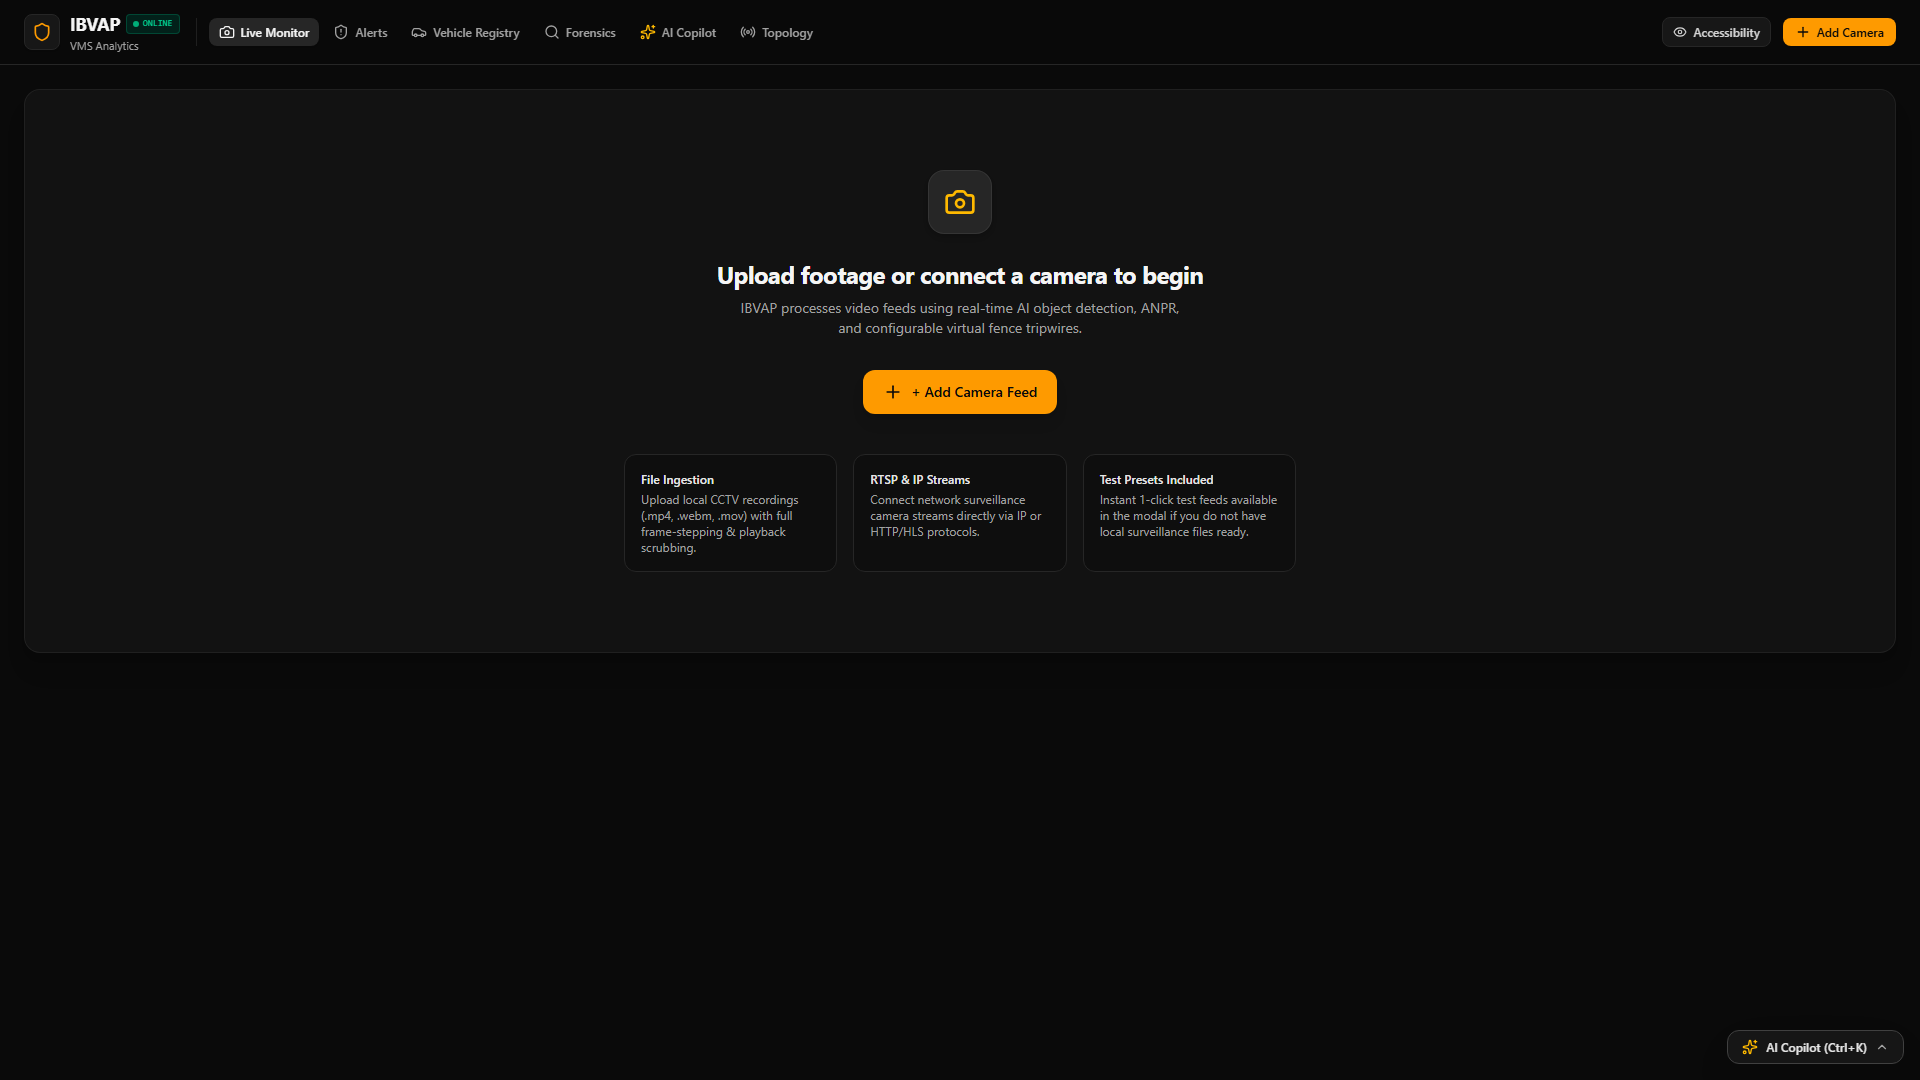 IBVAP
ONLINE
VMS Analytics
Live Monitor
Alerts
Vehicle Registry
Forensics
AI Copilot
Topology
Accessibility
Add Camera
Upload footage or connect a camera to begin
IBVAP processes video feeds using real-time AI object detection, ANPR,
and configurable virtual fence tripwires.
+ Add Camera Feed
File Ingestion
Upload local CCTV recordings
(.mp4, .webm, .mov) with full
frame-stepping & playback
scrubbing.
RTSP & IP Streams
Connect network surveillance
camera streams directly via IP or
HTTP/HLS protocols.
Test Presets Included
Instant 1-click test feeds available
in the modal if you do not have
local surveillance files ready.
AI Copilot (Ctrl+K)